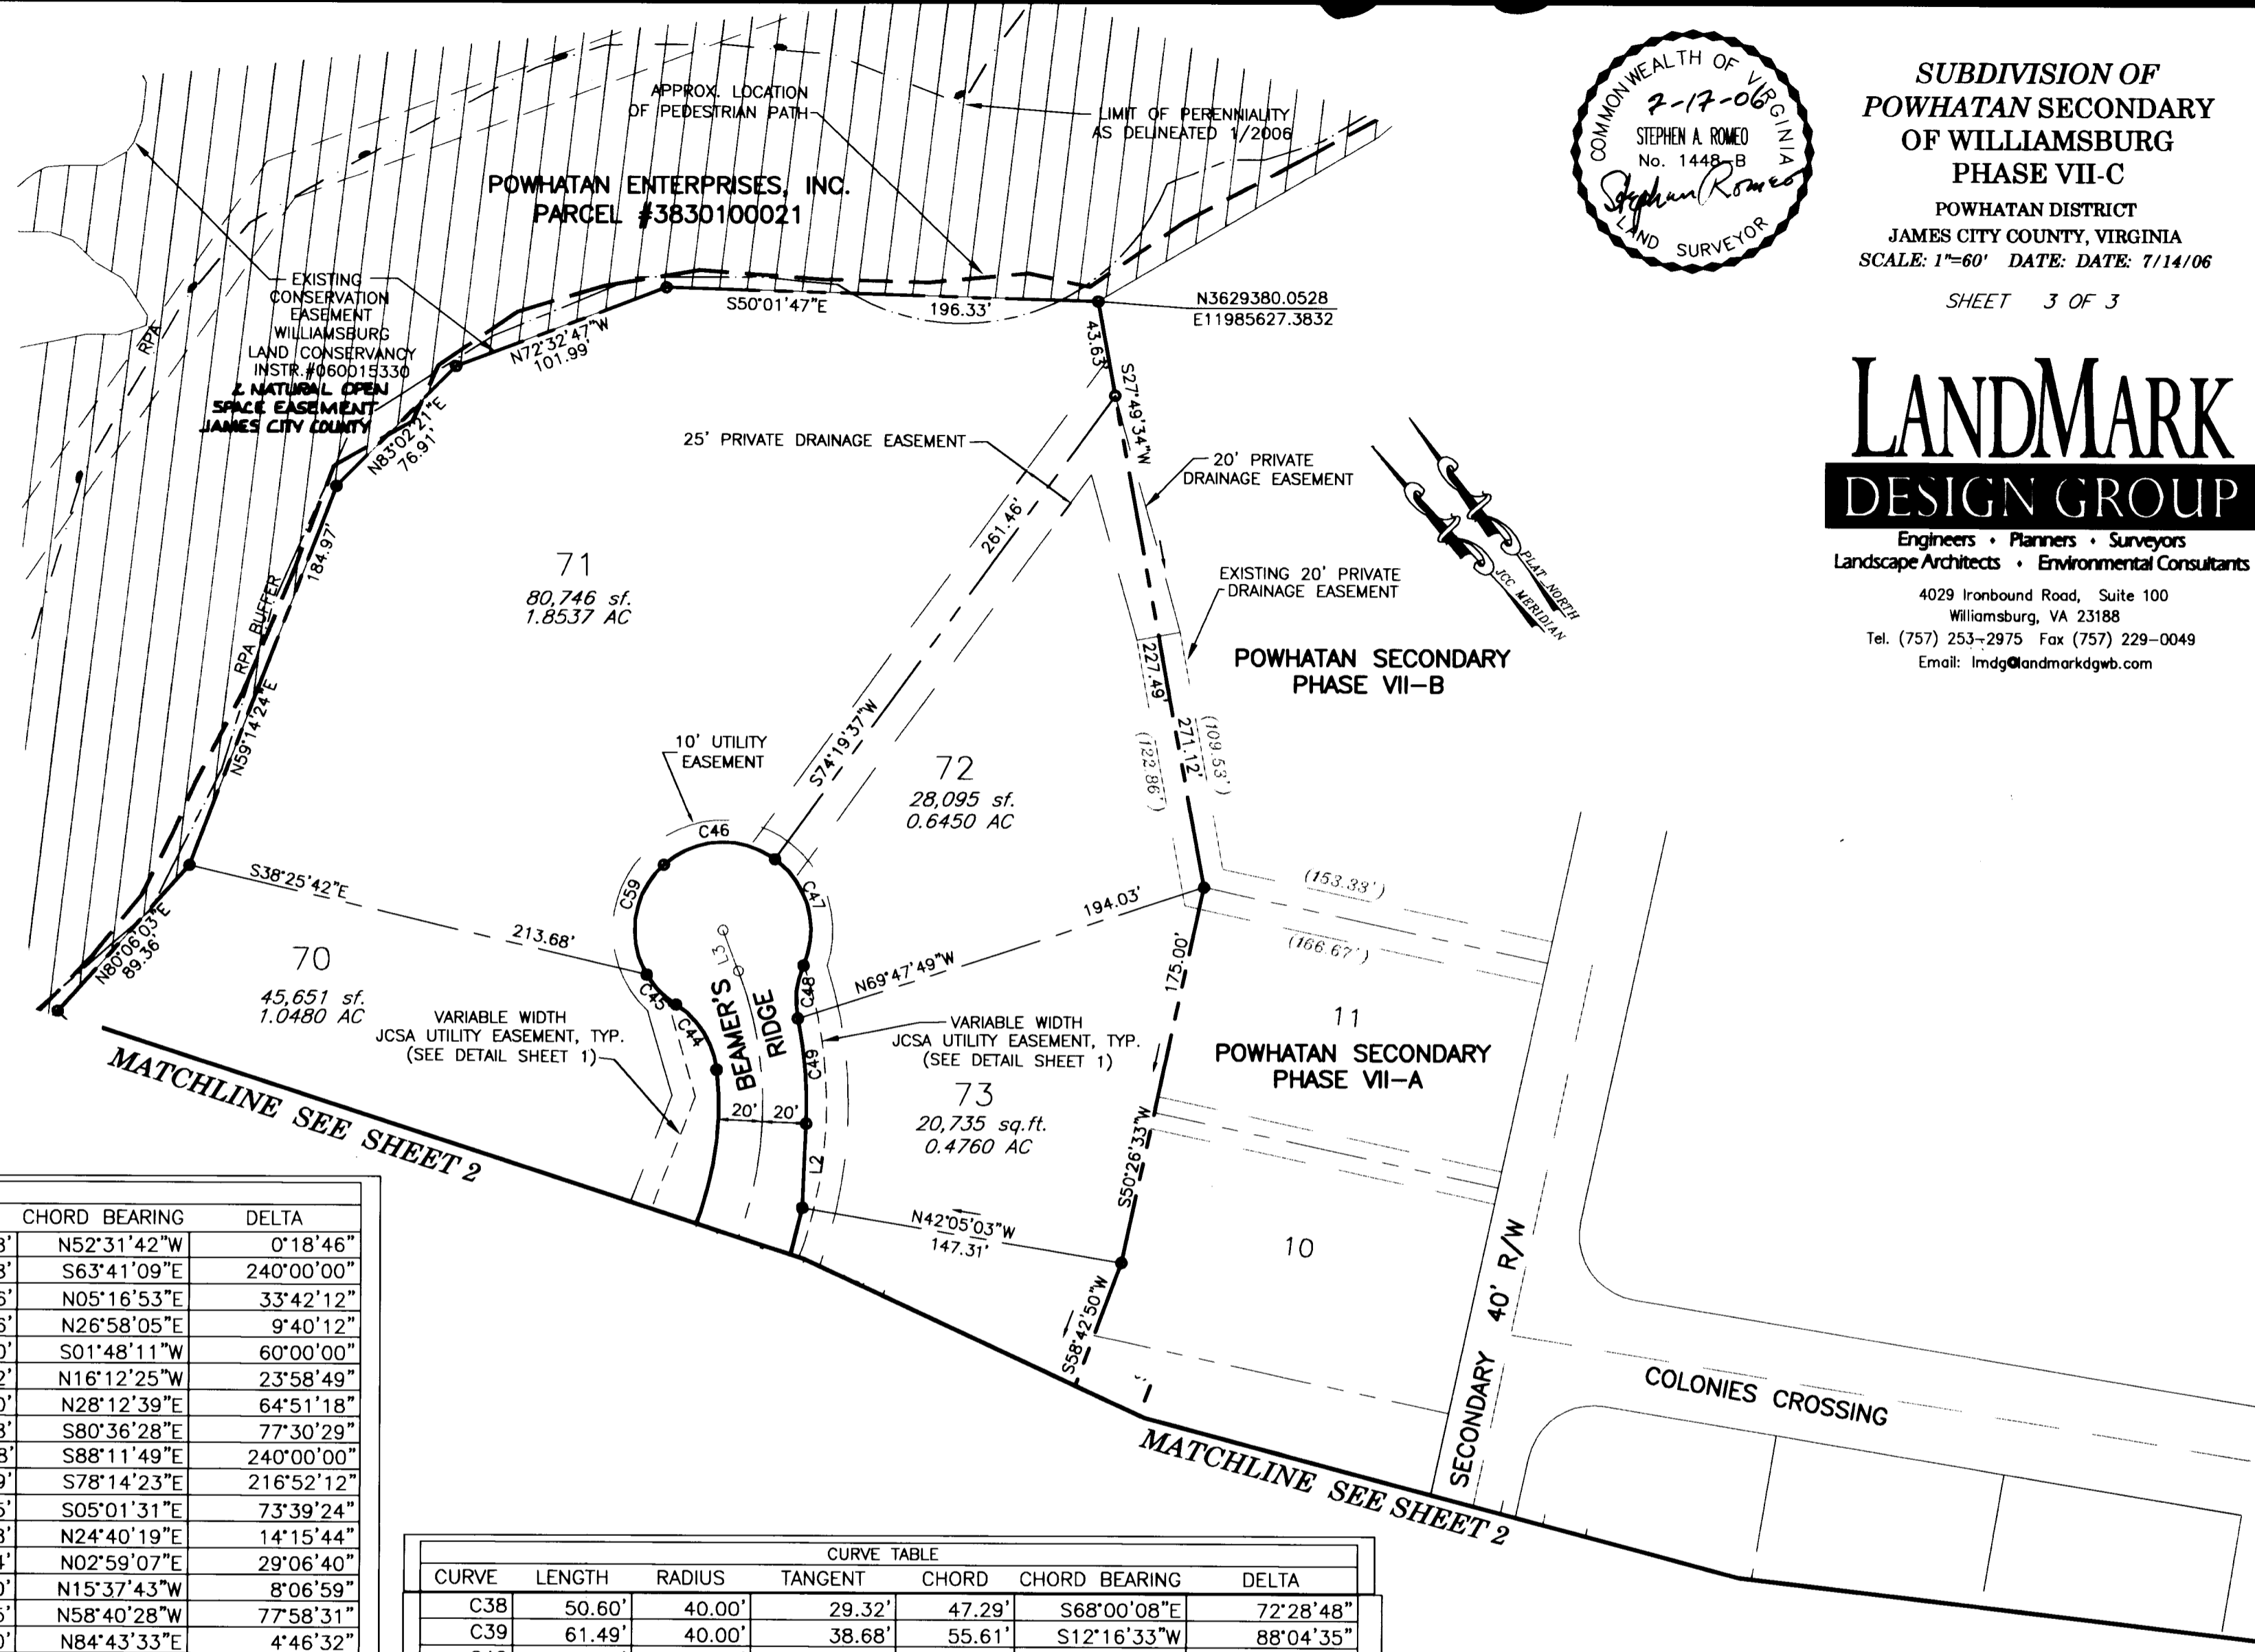 SUBDIVISION OF
POWHATAN SECONDARY
OF WILLIAMSBURG
PHASE VII-C
POWHATAN DISTRICT
JAMES CITY COUNTY, VIRGINIA
SCALE: 1"=60' DATE: DATE: 7/14/06
SHEET 3 OF 3
COMMONWEALTH OF VIRGINIA
7-17-06
STEPHEN A. ROMEO
No. 1448-B
Stephen Romeo
LAND SURVEYOR
LANDMARK
DESIGN GROUP
Engineers • Planners • Surveyors
Landscape Architects • Environmental Consultants
4029 Ironbound Road, Suite 100
Williamsburg, VA 23188
Tel. (757) 253-2975 Fax (757) 229-0049
Email: lmdg@landmarkdgwb.com
APPROX. LOCATION
OF PEDESTRIAN PATH
LIMIT OF PERENNIALITY
AS DELINEATED 1/2006
POWHATAN ENTERPRISES, INC.
PARCEL #3830100021
EXISTING
CONSERVATION
EASEMENT
WILLIAMSBURG
LAND CONSERVANCY
INSTR.#060015330
& NATURAL OPEN
SPACE EASEMENT
JAMES CITY COUNTY
RPA
S50°01'47"E
196.33'
N3629380.0528
E11985627.3832
N72°32'47"W
101.99'
N83°02'21"E
76.91'
43.63'
S27°49'34"W
25' PRIVATE DRAINAGE EASEMENT
20' PRIVATE
DRAINAGE EASEMENT
261.46'
184.97'
RPA BUFFER
N59°14'24"E
71
80,746 sf.
1.8537 AC
EXISTING 20' PRIVATE
DRAINAGE EASEMENT
PLAT NORTH
JCC MERIDIAN
POWHATAN SECONDARY
PHASE VII-B
227.49'
271.12'
(109.53')
(122.86')
S74°19'37"W
10' UTILITY
EASEMENT
72
28,095 sf.
0.6450 AC
C46
C59
C47
S38°25'42"E
213.68'
194.03'
(153.33')
(166.67')
N80°06'03"E
89.36'
70
45,651 sf.
1.0480 AC
L3
C45
C48
C44
C49
N69°47'49"W
175.00'
BEAMER'S
RIDGE
VARIABLE WIDTH
JCSA UTILITY EASEMENT, TYP.
(SEE DETAIL SHEET 1)
VARIABLE WIDTH
JCSA UTILITY EASEMENT, TYP.
(SEE DETAIL SHEET 1)
11
POWHATAN SECONDARY
PHASE VII-A
73
20,735 sq.ft.
0.4760 AC
20' 20'
L2
S50°26'33"W
N42°05'03"W
147.31'
10
S58°42'50"W
MATCHLINE SEE SHEET 2
MATCHLINE SEE SHEET 2
SECONDARY 40' R/W
COLONIES CROSSING
CHORD BEARING DELTA
3' N52°31'42"W 0°18'46"
3' S63°41'09"E 240°00'00"
6' N05°16'53"E 33°42'12"
6' N26°58'05"E 9°40'12"
0' S01°48'11"W 60°00'00"
2' N16°12'25"W 23°58'49"
0' N28°12'39"E 64°51'18"
3' S80°36'28"E 77°30'29"
8' S88°11'49"E 240°00'00"
9' S78°14'23"E 216°52'12"
5' S05°01'31"E 73°39'24"
3' N24°40'19"E 14°15'44"
4' N02°59'07"E 29°06'40"
0' N15°37'43"W 8°06'59"
5' N58°40'28"W 77°58'31"
0' N84°43'33"E 4°46'32"
CURVE TABLE
CURVE LENGTH RADIUS TANGENT CHORD CHORD BEARING DELTA
C38 50.60' 40.00' 29.32' 47.29' S68°00'08"E 72°28'48"
C39 61.49' 40.00' 38.68' 55.61' S12°16'33"W 88°04'35"